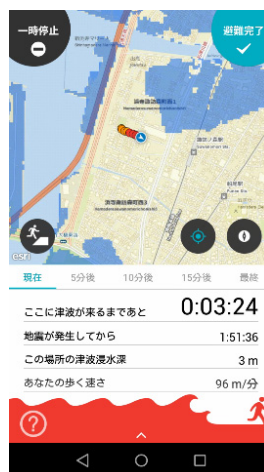 一時停止
避難完了
現在 5分後 10分後 15分後 最終
ここに津波が来るまであと 0:03:24
地震が発生してから 1:51:36
この場所の津波浸水深 3 m
あなたの歩く速さ 96 m/分
esri